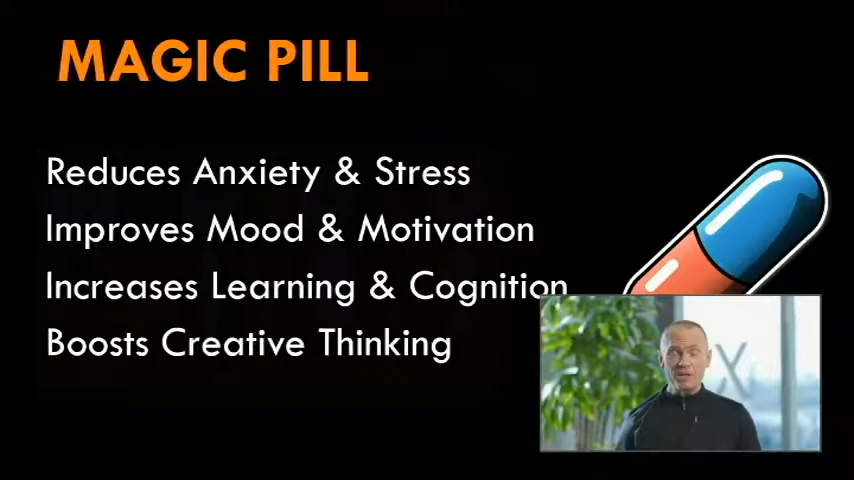 MAGIC PILL
Reduces Anxiety & Stress
Improves Mood & Motivation
Increases Learning & Cognition
Boosts Creative Thinking